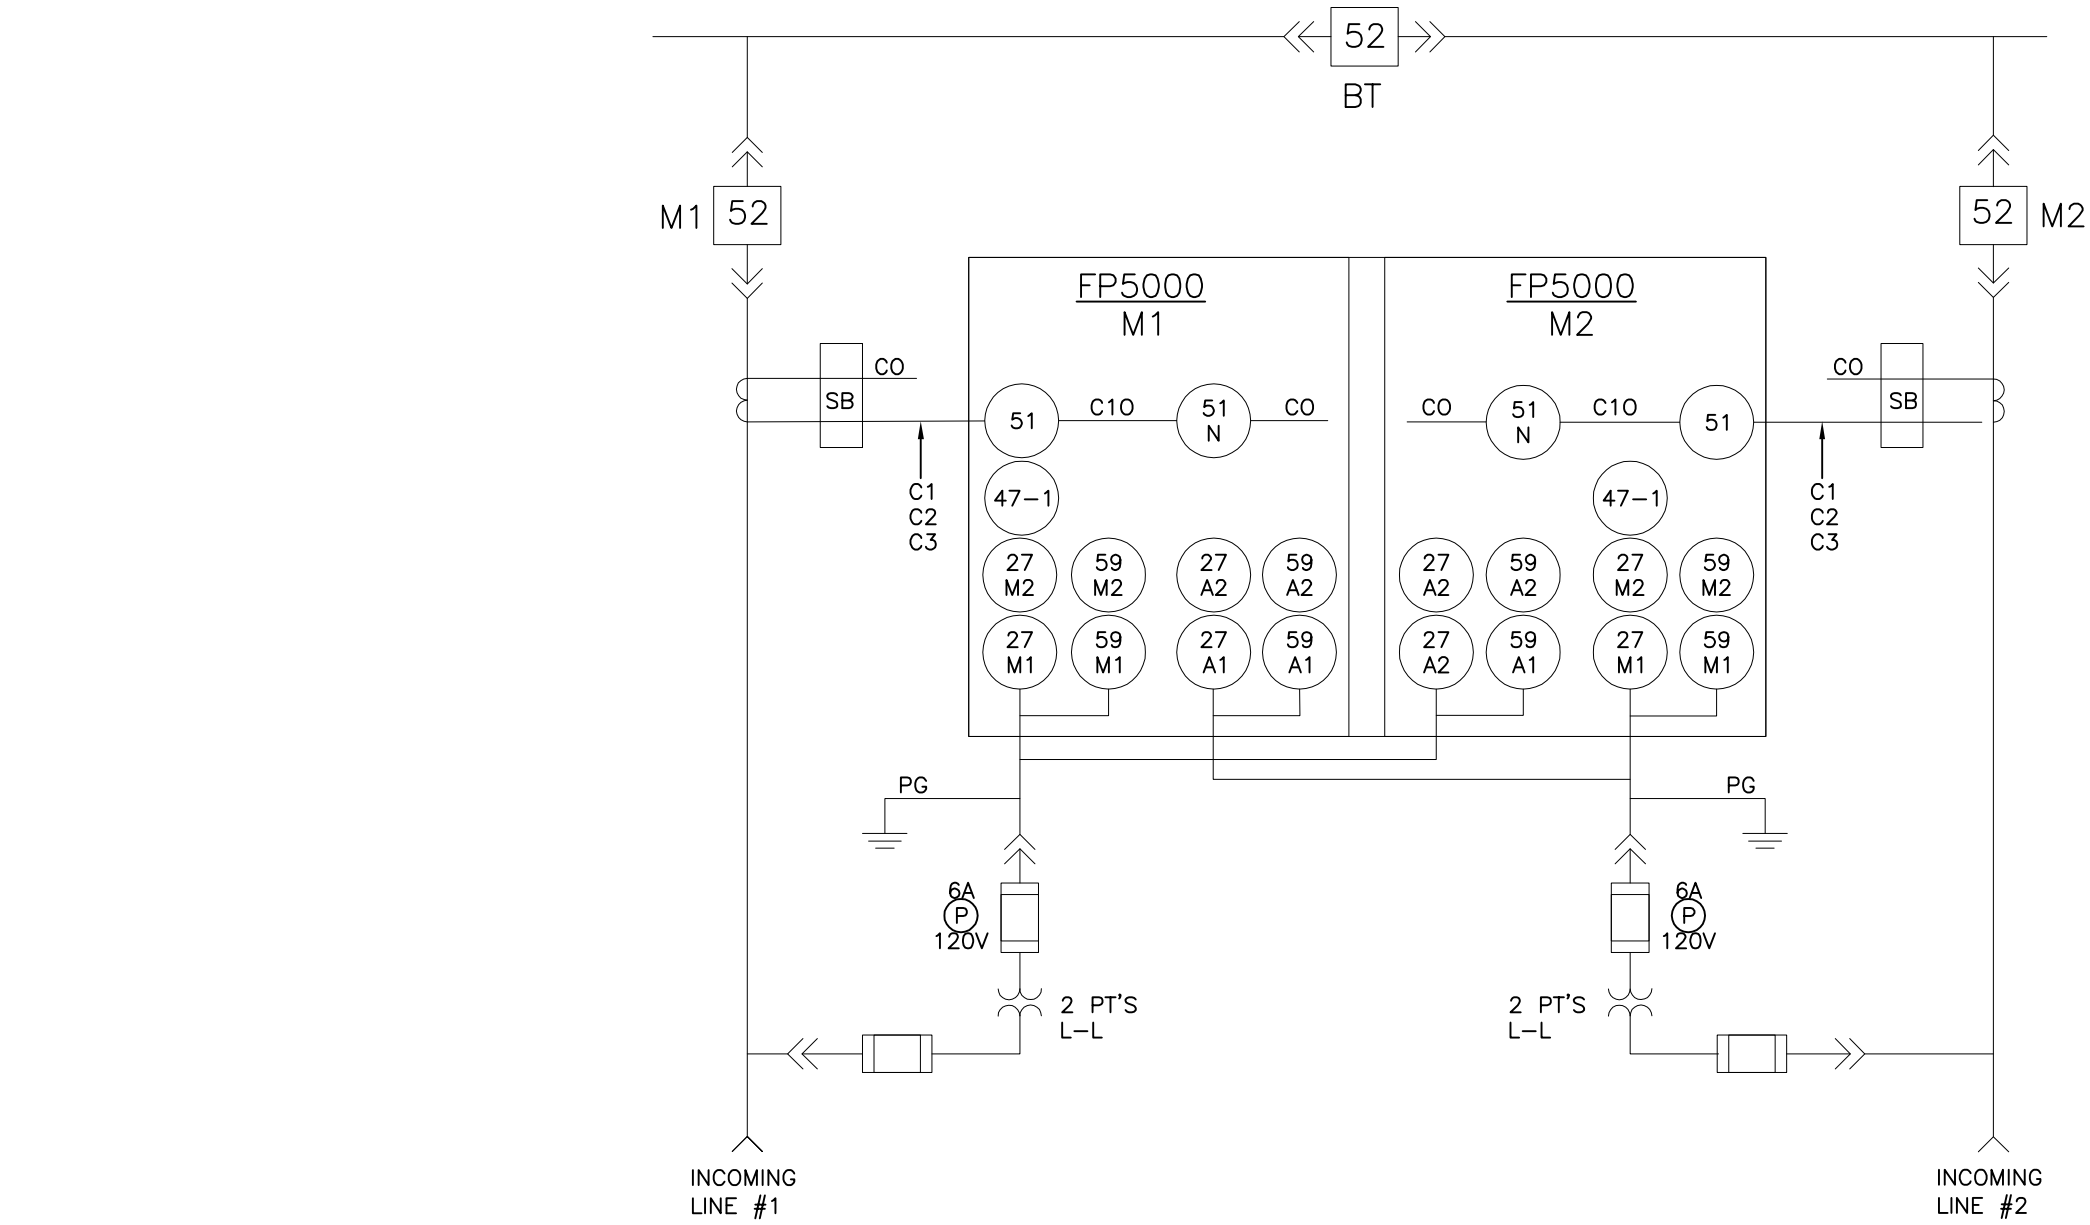 52
BT
M1
52
52
M2
FP5000
M1
FP5000
M2
CO
SB
51
C10
51
N
CO
CO
51
N
C10
51
CO
SB
C1
C2
C3
47-1
47-1
C1
C2
C3
27
M2
59
M2
27
A2
59
A2
27
A2
59
A2
27
M2
59
M2
27
M1
59
M1
27
A1
59
A1
27
A2
59
A1
27
M1
59
M1
PG
PG
6A
P
120V
6A
P
120V
2 PT'S
L-L
2 PT'S
L-L
INCOMING
LINE #1
INCOMING
LINE #2